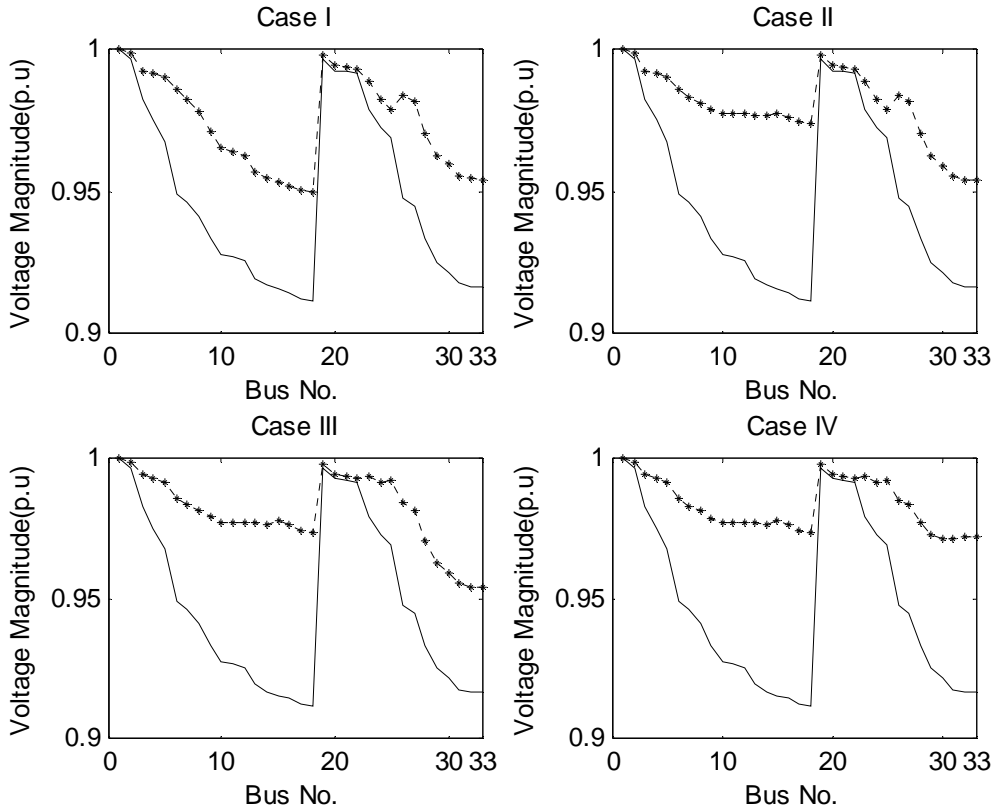 Case I
Voltage Magnitude(p.u)
1
0.95
0.9
0 10 20 30 33
Bus No.
Case II
Voltage Magnitude(p.u)
1
0.95
0.9
0 10 20 30 33
Bus No.
Case III
Voltage Magnitude(p.u)
1
0.95
0.9
0 10 20 30 33
Bus No.
Case IV
Voltage Magnitude(p.u)
1
0.95
0.9
0 10 20 30 33
Bus No.